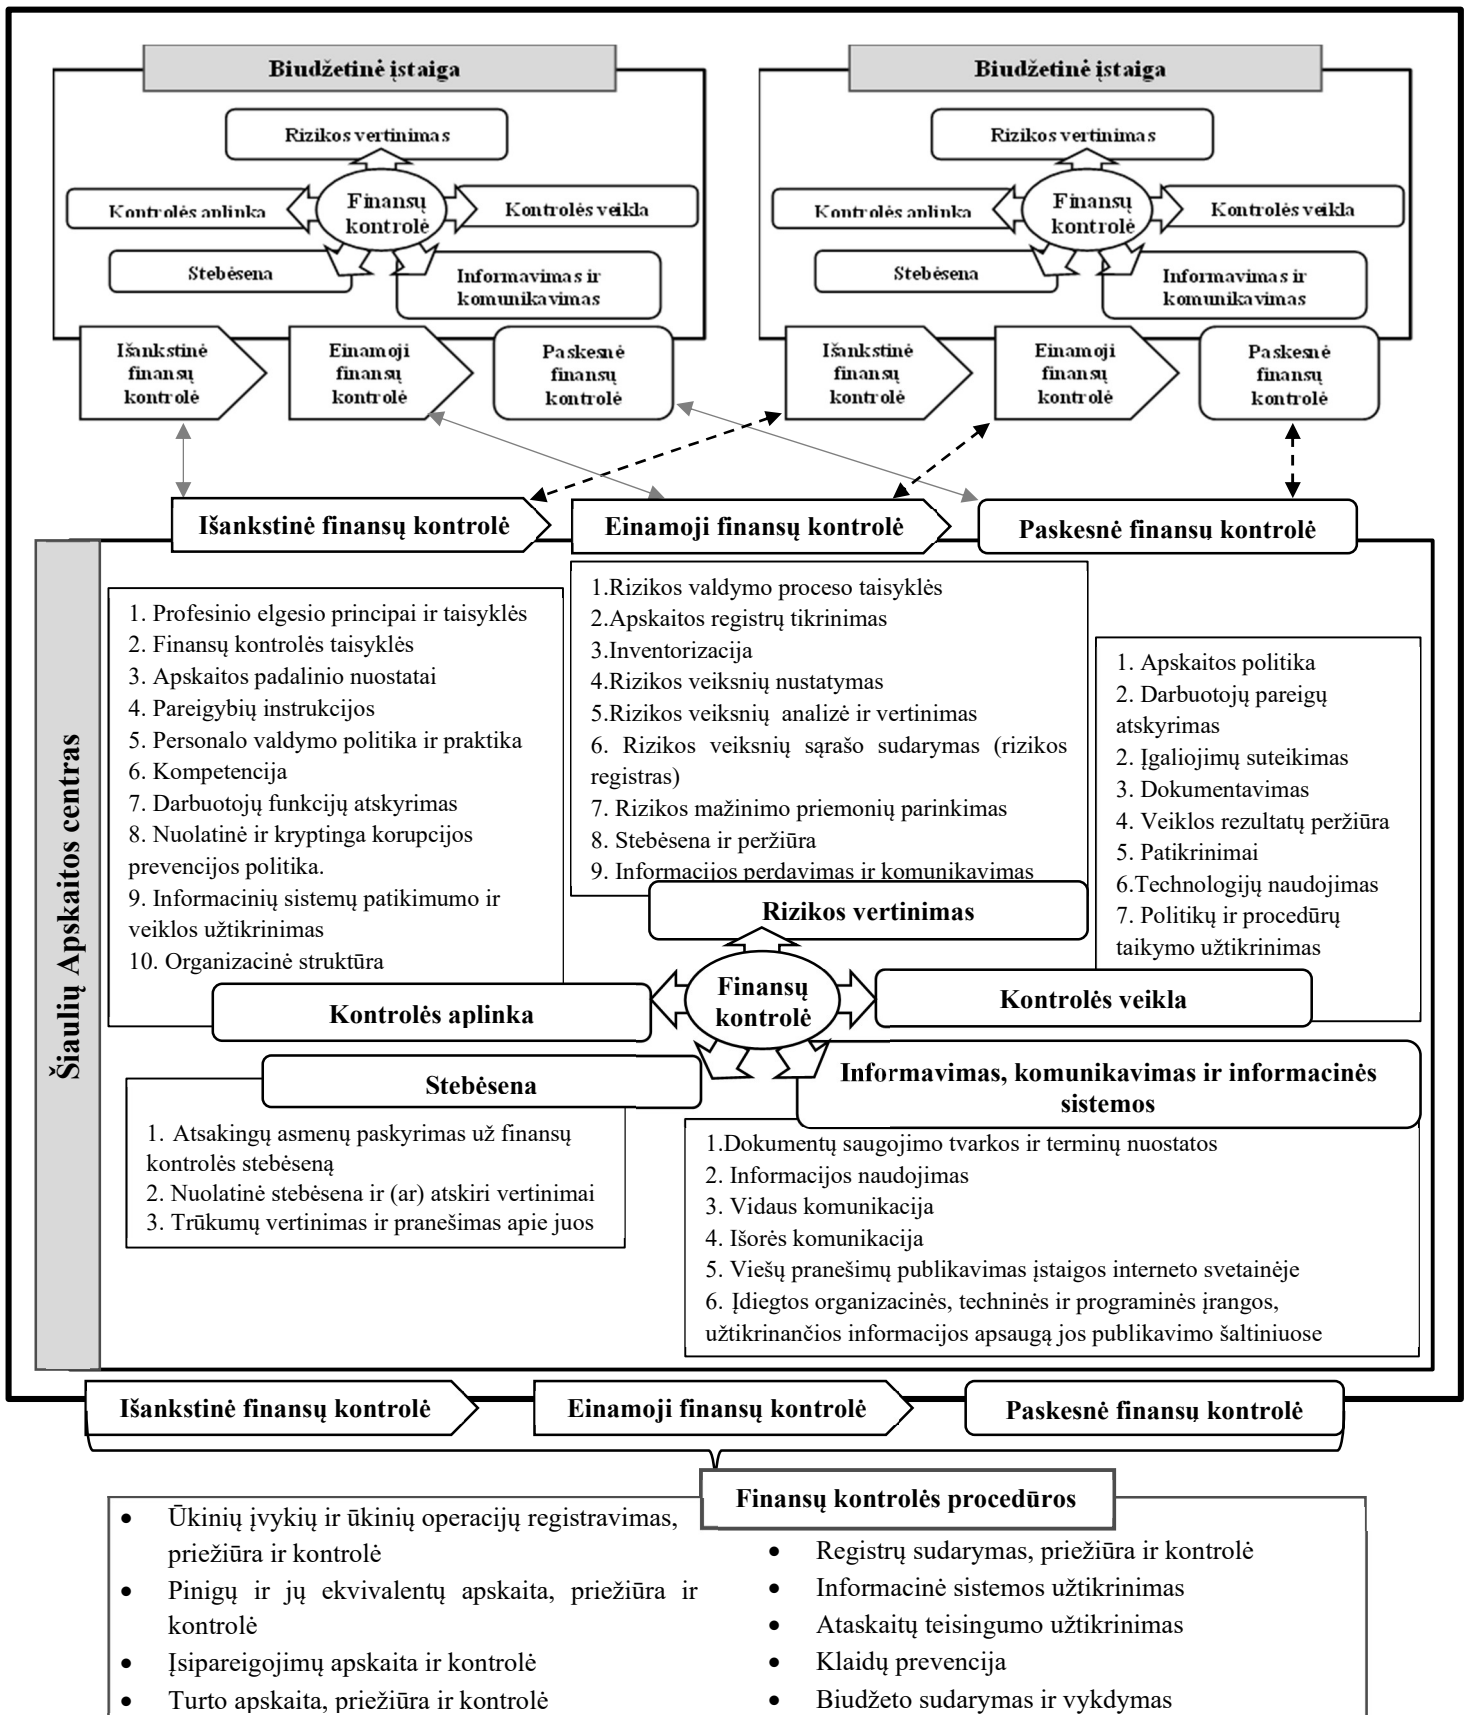 Biudžetinė įstaiga
Rizikos vertinimas
Kontrolės aplinka
Finansų
kontrolė
Kontrolės veikla
Stebėsena
Informavimas ir
komunikavimas
Išankstinė
finansų
kontrolė
Einamoji
finansų
kontrolė
Paskesnė
finansų
kontrolė
Biudžetinė įstaiga
Rizikos vertinimas
Kontrolės aplinka
Finansų
kontrolė
Kontrolės veikla
Stebėsena
Informavimas ir
komunikavimas
Išankstinė
finansų
kontrolė
Einamoji
finansų
kontrolė
Paskesnė
finansų
kontrolė
Išankstinė finansų kontrolė
Einamoji finansų kontrolė
Paskesnė finansų kontrolė
Šiaulių Apskaitos centras
1. Profesinio elgesio principai ir taisyklės
2. Finansų kontrolės taisyklės
3. Apskaitos padalinio nuostatai
4. Pareigybių instrukcijos
5. Personalo valdymo politika ir praktika
6. Kompetencija
7. Darbuotojų funkcijų atskyrimas
8. Nuolatinė ir kryptinga korupcijos
prevencijos politika.
9. Informacinių sistemų patikimumo ir
veiklos užtikrinimas
10. Organizacinė struktūra
Kontrolės aplinka
1.Rizikos valdymo proceso taisyklės
2.Apskaitos registrų tikrinimas
3.Inventorizacija
4.Rizikos veiksnių nustatymas
5.Rizikos veiksnių analizė ir vertinimas
6. Rizikos veiksnių sąrašo sudarymas (rizikos
registras)
7. Rizikos mažinimo priemonių parinkimas
8. Stebėsena ir peržiūra
9. Informacijos perdavimas ir komunikavimas
Rizikos vertinimas
1. Apskaitos politika
2. Darbuotojų pareigų
atskyrimas
2. Įgaliojimų suteikimas
3. Dokumentavimas
4. Veiklos rezultatų peržiūra
5. Patikrinimai
6.Technologijų naudojimas
7. Politikų ir procedūrų
taikymo užtikrinimas
Kontrolės veikla
Finansų
kontrolė
Stebėsena
1. Atsakingų asmenų paskyrimas už finansų
kontrolės stebėseną
2. Nuolatinė stebėsena ir (ar) atskiri vertinimai
3. Trūkumų vertinimas ir pranešimas apie juos
Informavimas, komunikavimas ir informacinės
sistemos
1.Dokumentų saugojimo tvarkos ir terminų nuostatos
2. Informacijos naudojimas
3. Vidaus komunikacija
4. Išorės komunikacija
5. Viešų pranešimų publikavimas įstaigos interneto svetainėje
6. Įdiegtos organizacinės, techninės ir programinės įrangos,
užtikrinančios informacijos apsaugą jos publikavimo šaltiniuose
Išankstinė finansų kontrolė
Einamoji finansų kontrolė
Paskesnė finansų kontrolė
Finansų kontrolės procedūros
• Ūkinių įvykių ir ūkinių operacijų registravimas,
priežiūra ir kontrolė
• Pinigų ir jų ekvivalentų apskaita, priežiūra ir
kontrolė
• Įsipareigojimų apskaita ir kontrolė
• Turto apskaita, priežiūra ir kontrolė
• Registrų sudarymas, priežiūra ir kontrolė
• Informacinė sistemos užtikrinimas
• Ataskaitų teisingumo užtikrinimas
• Klaidų prevencija
• Biudžeto sudarymas ir vykdymas